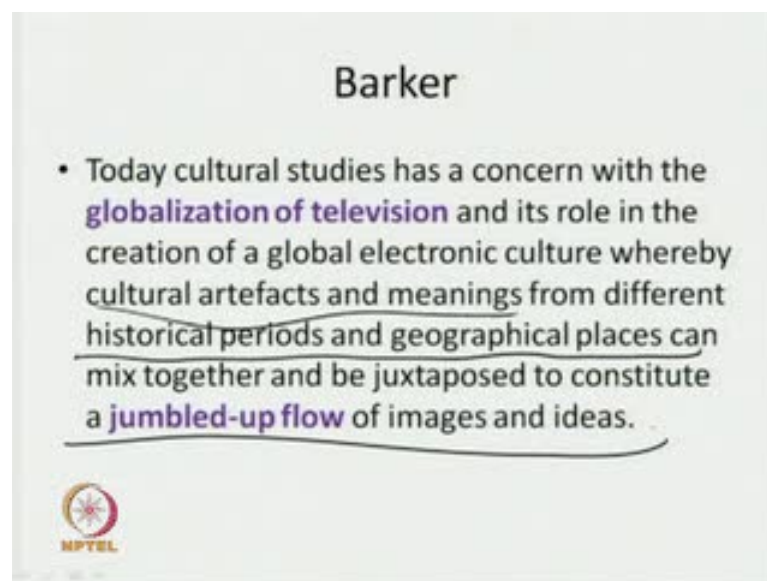 Barker
• Today cultural studies has a concern with the
globalization of television and its role in the
creation of a global electronic culture whereby
cultural artefacts and meanings from different
historical periods and geographical places can
mix together and be juxtaposed to constitute
a jumbled-up flow of images and ideas.
NPTEL